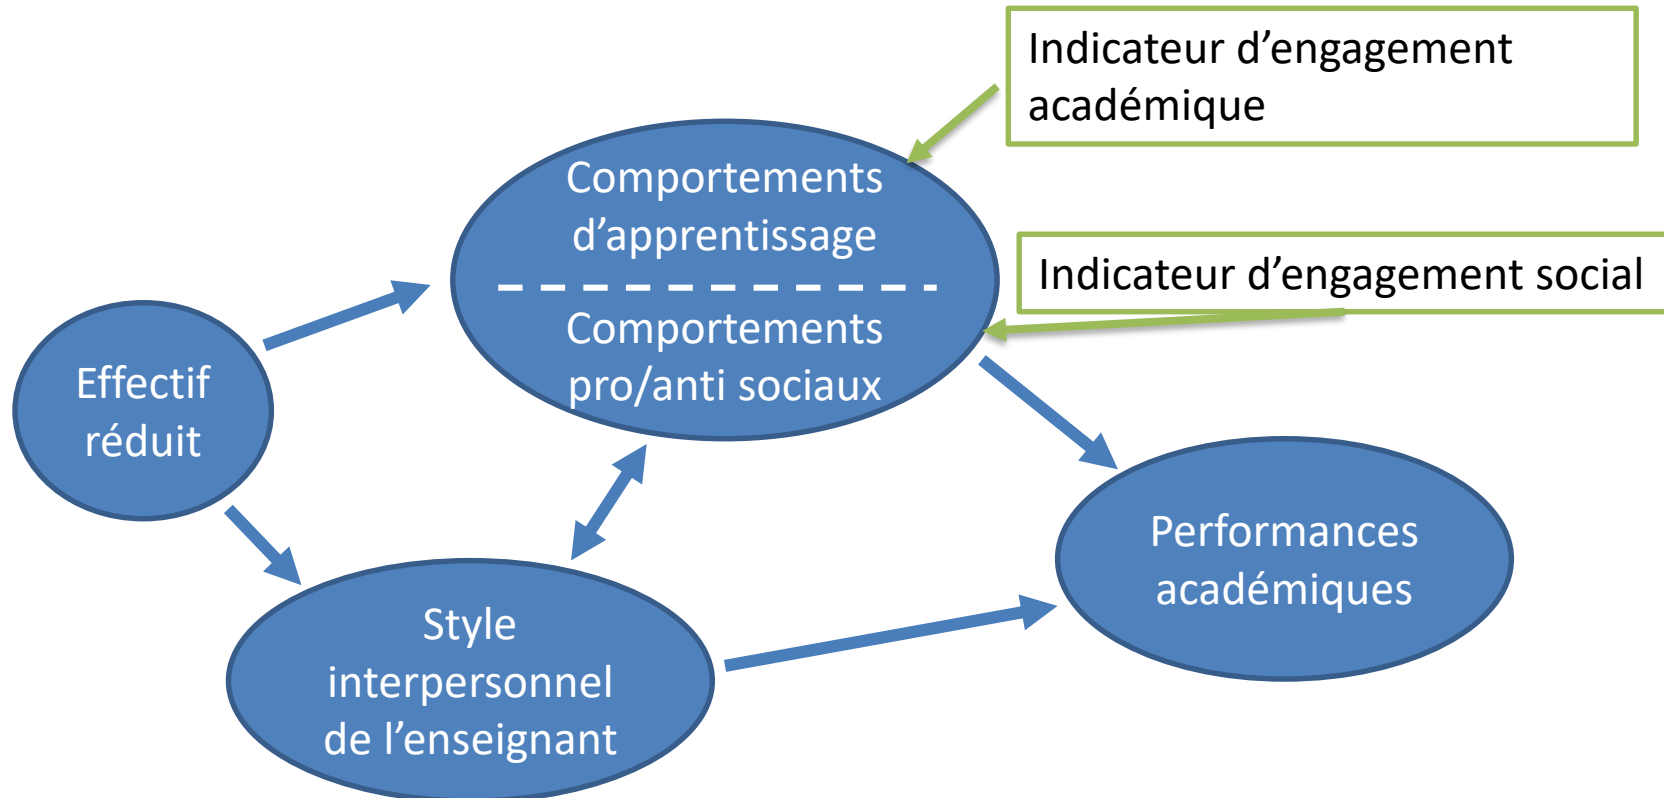 Indicateur d’engagement
académique
Comportements
d’apprentissage
Indicateur d’engagement social
Comportements
pro/anti sociaux
Effectif
réduit
Performances
académiques
Style
interpersonnel
de l’enseignant